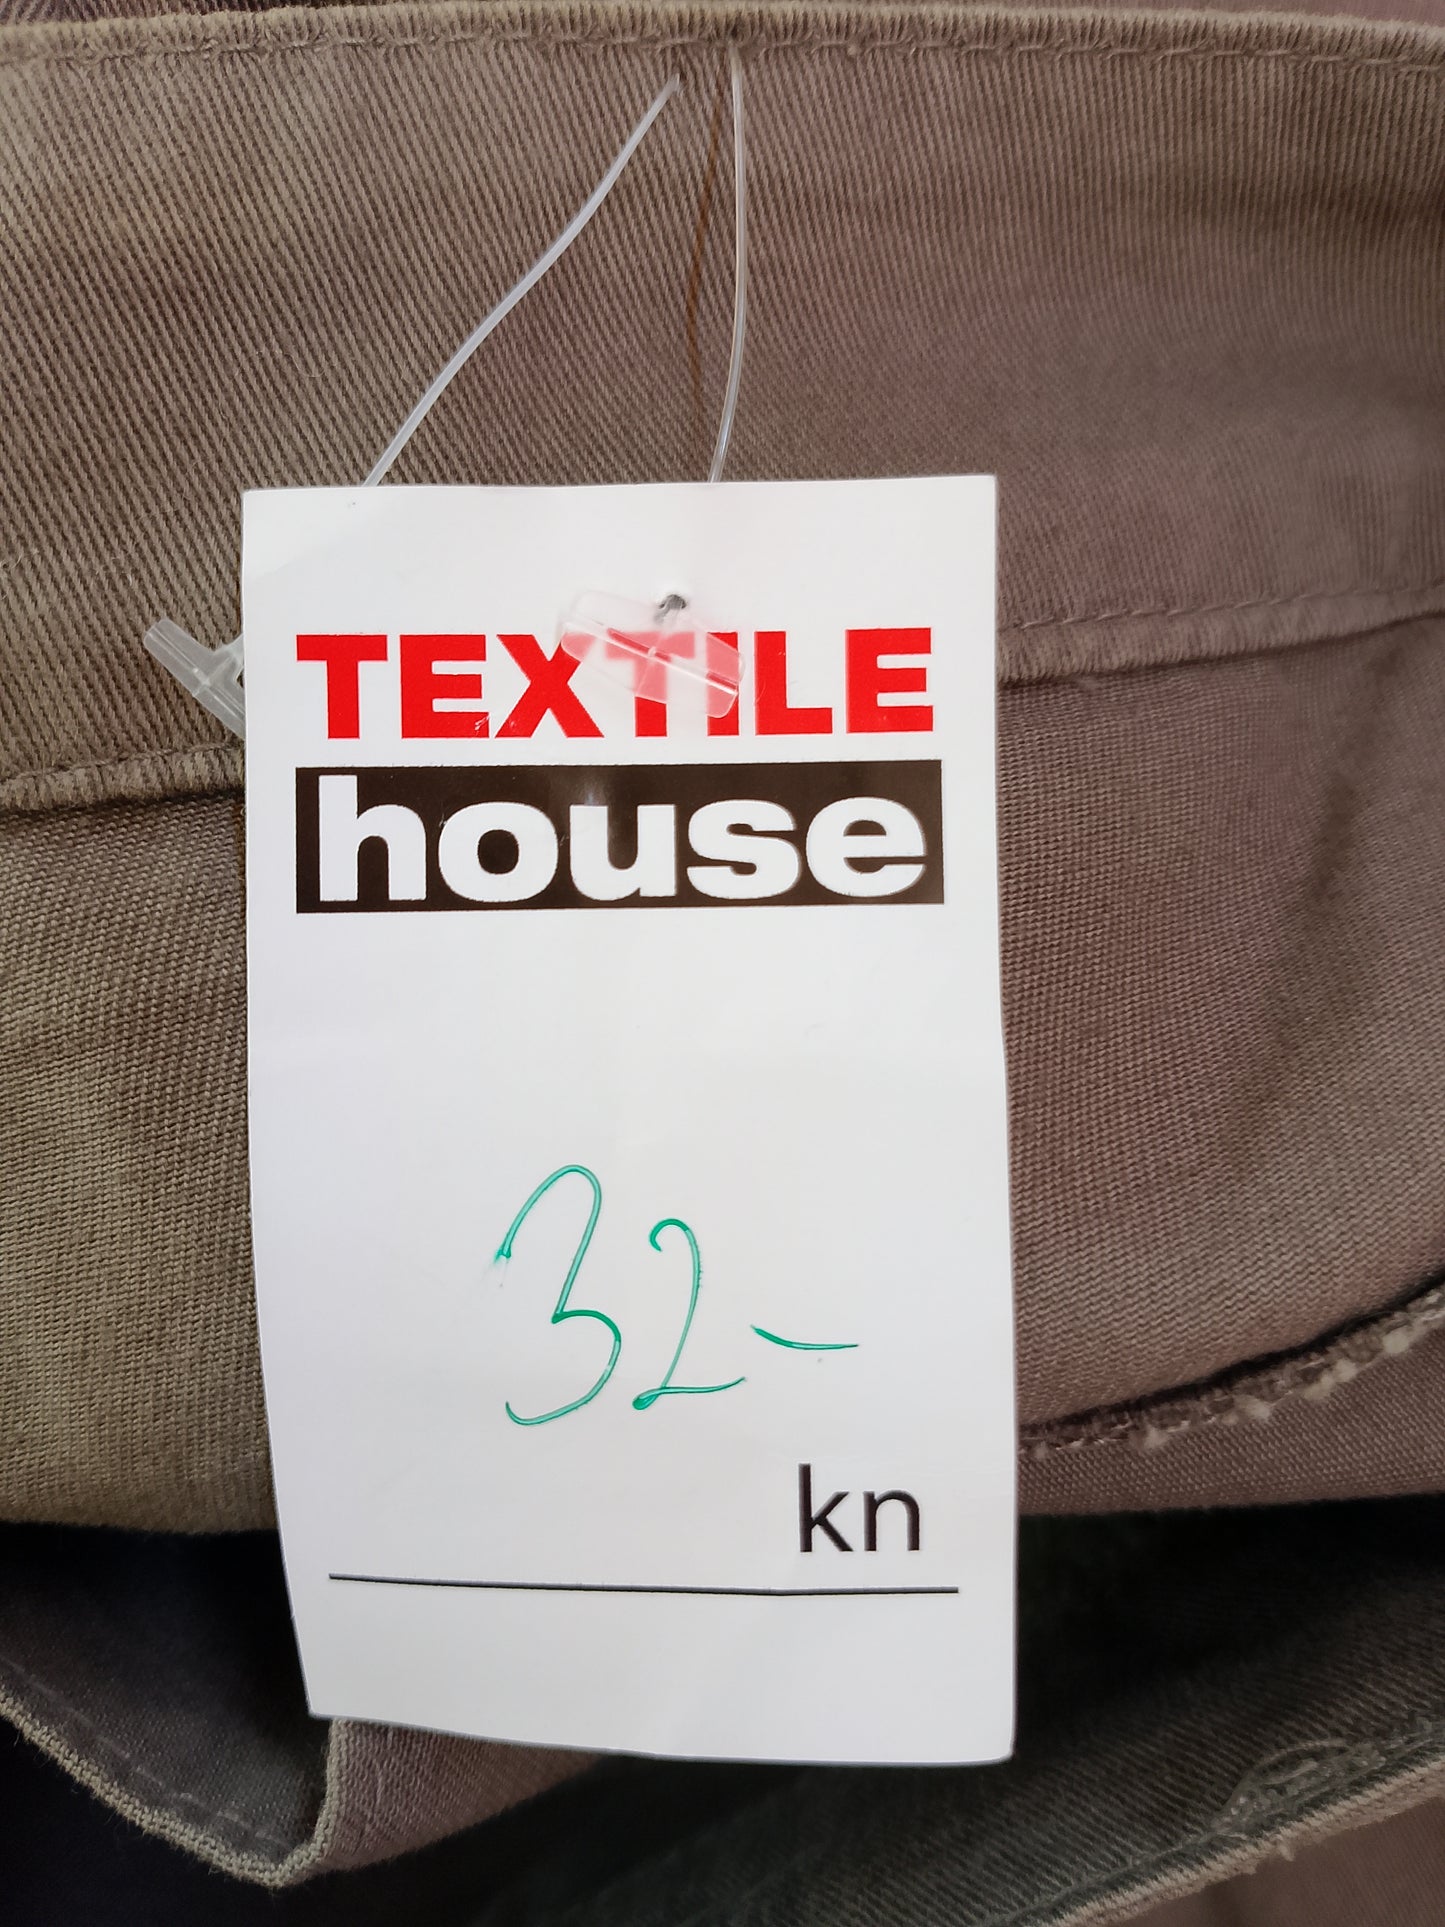 TEXTILE
house
32-
kn